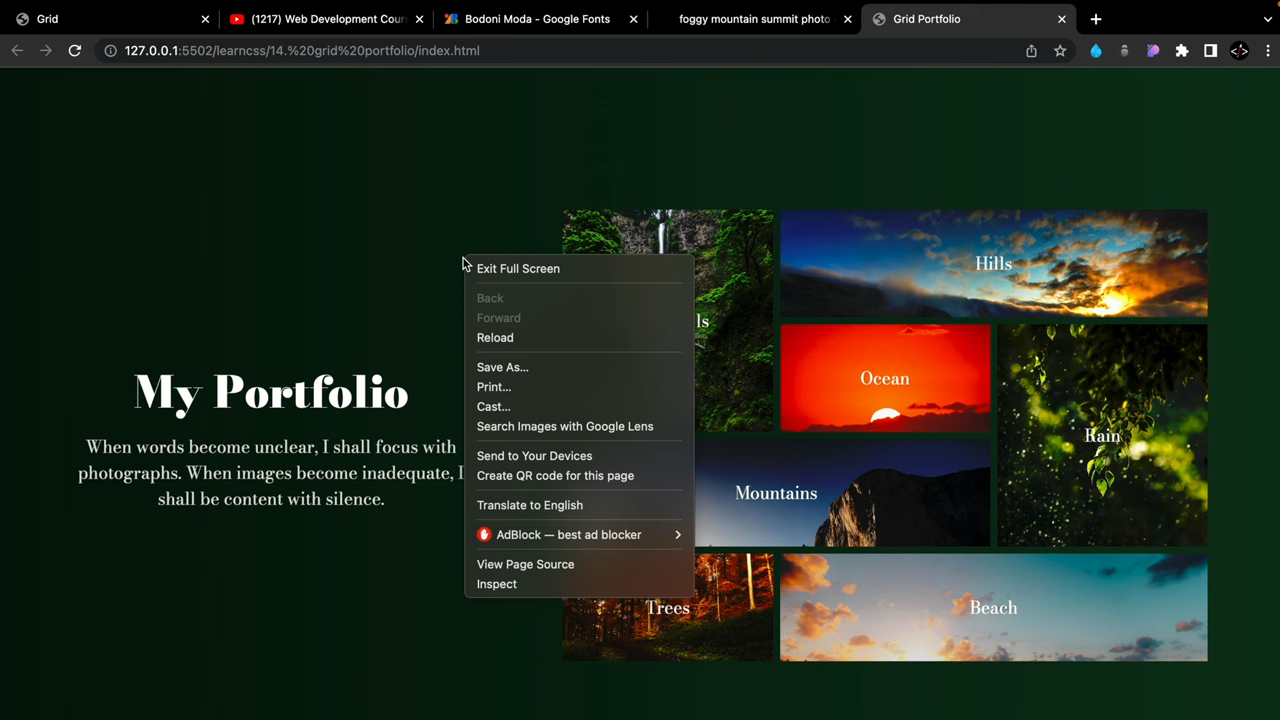 Grid
(1217) Web Development Cour
Bodoni Moda - Google Fonts
foggy mountain summit photo
Grid Portfolio
127.0.0.1:5502/learncss/14.%20grid%20portfolio/index.html
My Portfolio
When words become unclear, I shall focus with
photographs. When images become inadequate, I
shall be content with silence.
Exit Full Screen
Back
Forward
Reload
Save As...
Print...
Cast...
Search Images with Google Lens
Send to Your Devices
Create QR code for this page
Translate to English
AdBlock — best ad blocker
View Page Source
Inspect
ls
Hills
Ocean
Rain
Mountains
Trees
Beach